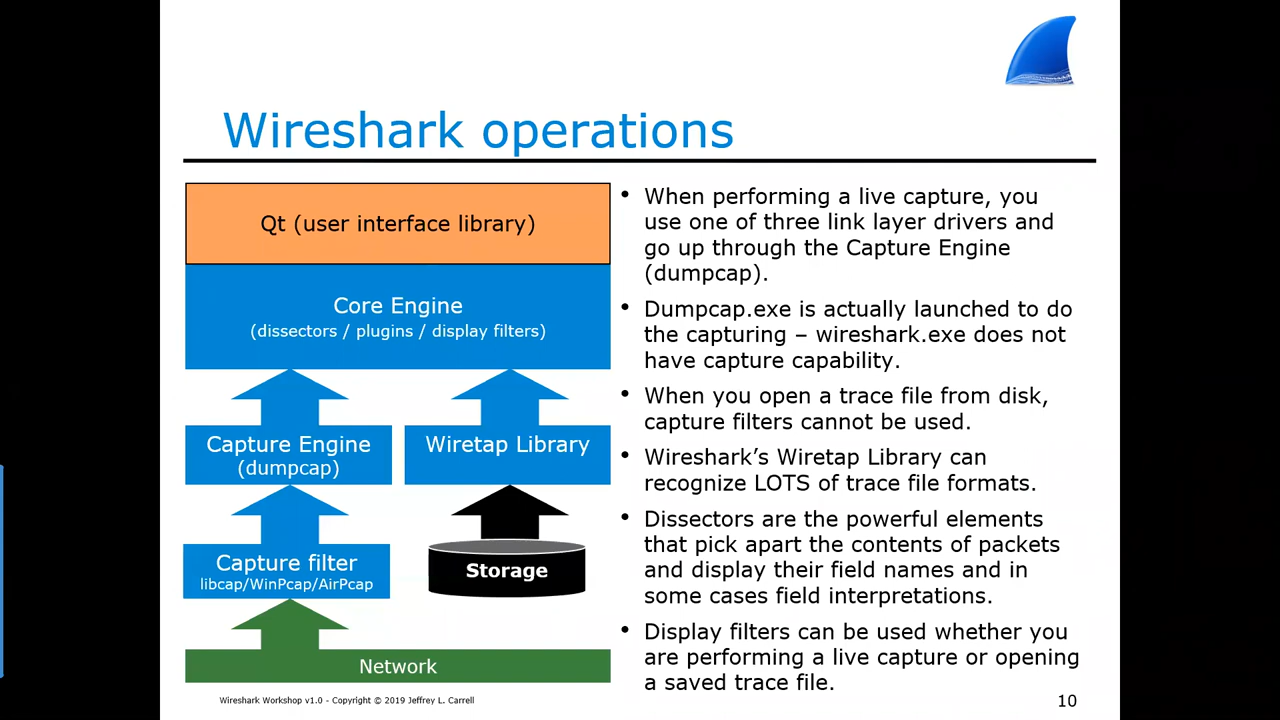 Wireshark operations
Qt (user interface library)
Core Engine
(dissectors / plugins / display filters)
Capture Engine
(dumpcap)
Wiretap Library
Capture filter
libcap/WinPcap/AirPcap
Storage
Network
• When performing a live capture, you
use one of three link layer drivers and
go up through the Capture Engine
(dumpcap).
• Dumpcap.exe is actually launched to do
the capturing – wireshark.exe does not
have capture capability.
• When you open a trace file from disk,
capture filters cannot be used.
• Wireshark’s Wiretap Library can
recognize LOTS of trace file formats.
• Dissectors are the powerful elements
that pick apart the contents of packets
and display their field names and in
some cases field interpretations.
• Display filters can be used whether you
are performing a live capture or opening
a saved trace file.
Wireshark Workshop v1.0 - Copyright © 2019 Jeffrey L. Carrell
10